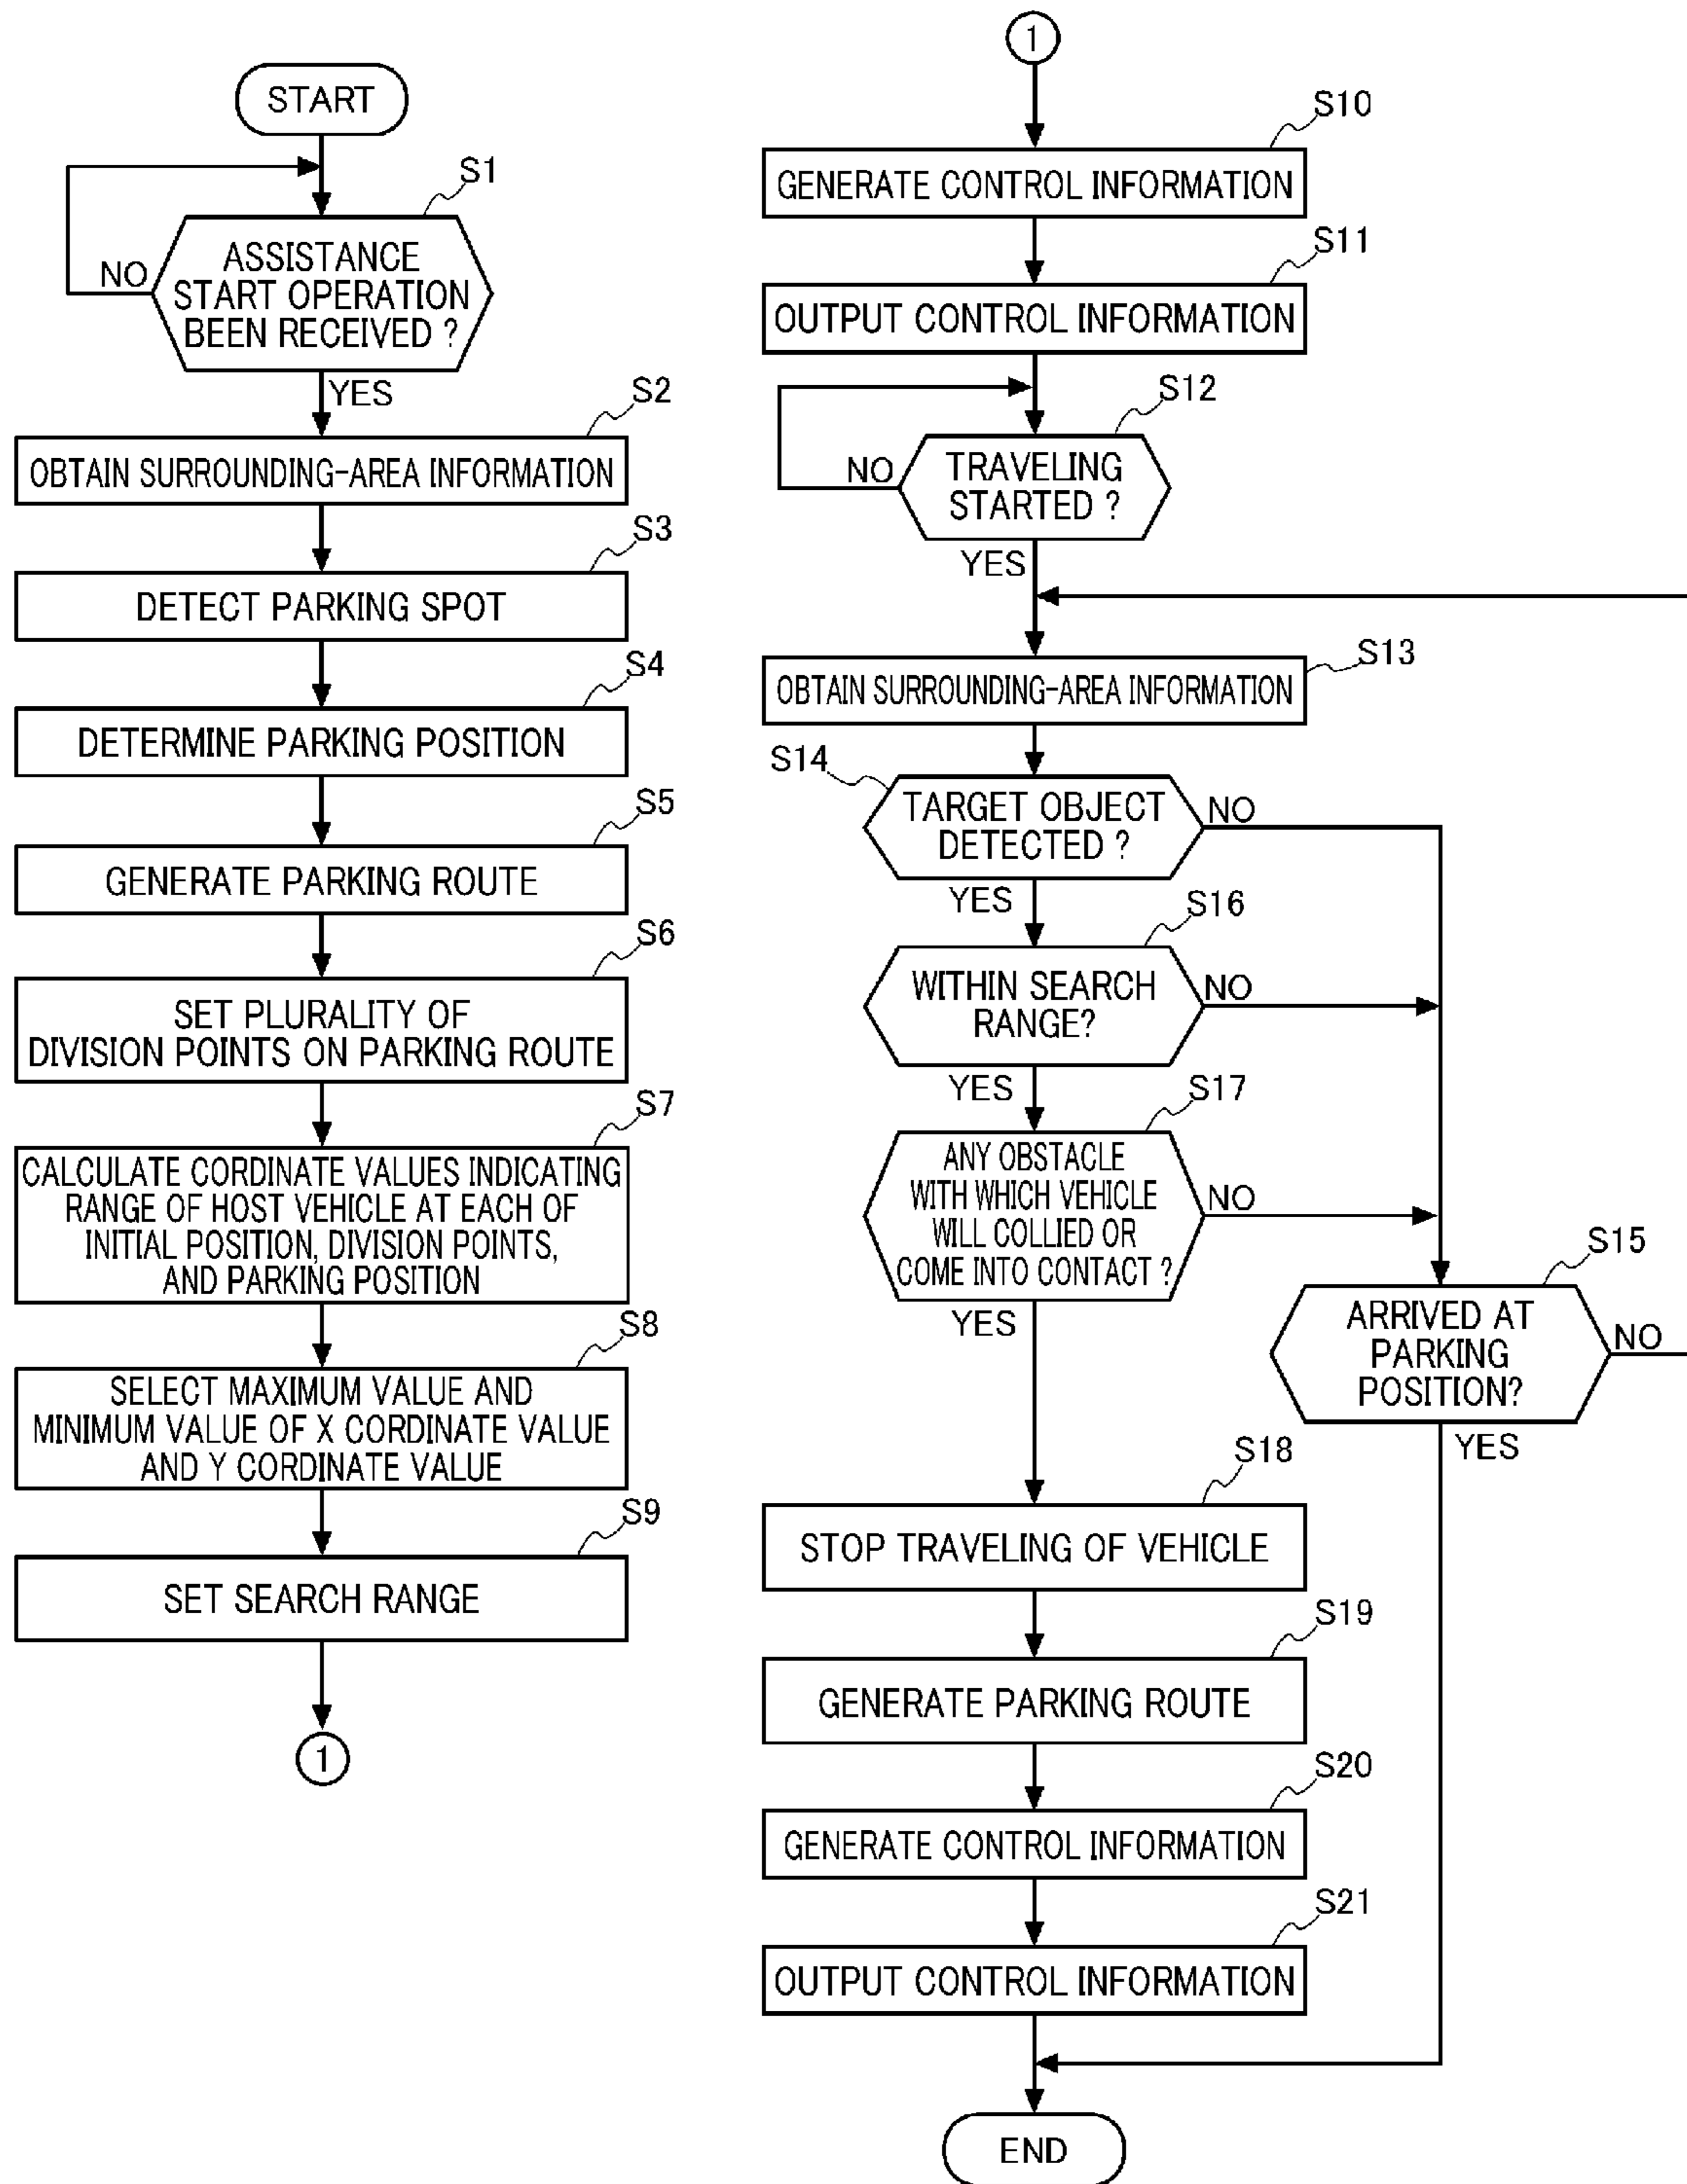 START
S1
ASSISTANCE
START OPERATION
BEEN RECEIVED ?
NO
YES
S2
OBTAIN SURROUNDING-AREA INFORMATION
S3
DETECT PARKING SPOT
S4
DETERMINE PARKING POSITION
S5
GENERATE PARKING ROUTE
S6
SET PLURALITY OF
DIVISION POINTS ON PARKING ROUTE
S7
CALCULATE CORDINATE VALUES INDICATING
RANGE OF HOST VEHICLE AT EACH OF
INITIAL POSITION, DIVISION POINTS,
AND PARKING POSITION
S8
SELECT MAXIMUM VALUE AND
MINIMUM VALUE OF X CORDINATE VALUE
AND Y CORDINATE VALUE
S9
SET SEARCH RANGE
1
1
S10
GENERATE CONTROL INFORMATION
S11
OUTPUT CONTROL INFORMATION
S12
TRAVELING
STARTED ?
NO
YES
S13
OBTAIN SURROUNDING-AREA INFORMATION
S14
TARGET OBJECT
DETECTED ?
NO
YES
S16
WITHIN SEARCH
RANGE?
NO
YES
S17
ANY OBSTACLE
WITH WHICH VEHICLE
WILL COLLIED OR
COME INTO CONTACT ?
NO
YES
S15
ARRIVED AT
PARKING
POSITION?
NO
YES
S18
STOP TRAVELING OF VEHICLE
S19
GENERATE PARKING ROUTE
S20
GENERATE CONTROL INFORMATION
S21
OUTPUT CONTROL INFORMATION
END